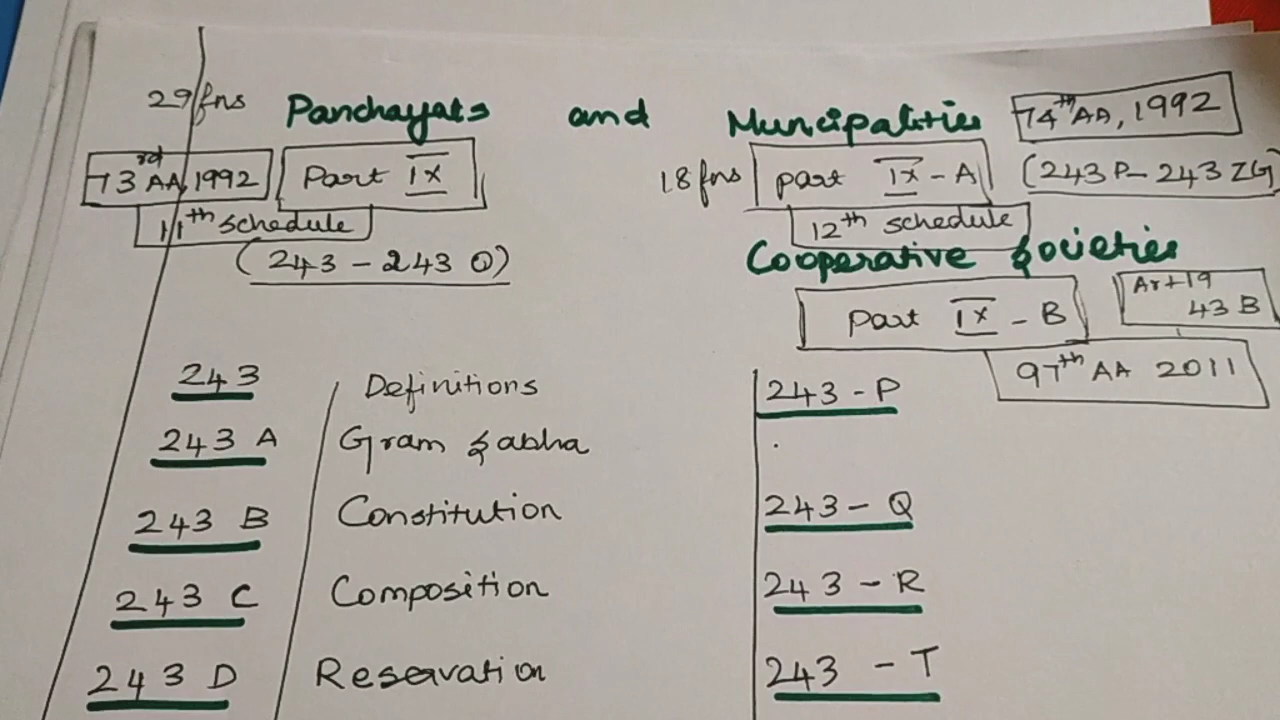 29 fns Panchayats and Muncipalities 74th AA, 1992
73rd AA, 1992 Part IX 18 fns part IX - A (243 P - 243 ZG)
11th schedule 12th schedule
(243 - 243 O) Cooperative Societies
Part IX - B Art 19
43 B
97th AA 2011
243 Definitions 243 - P
243 A Gram Sabha
243 B Constitution 243 - Q
243 C Composition 243 - R
243 D Reservation 243 - T